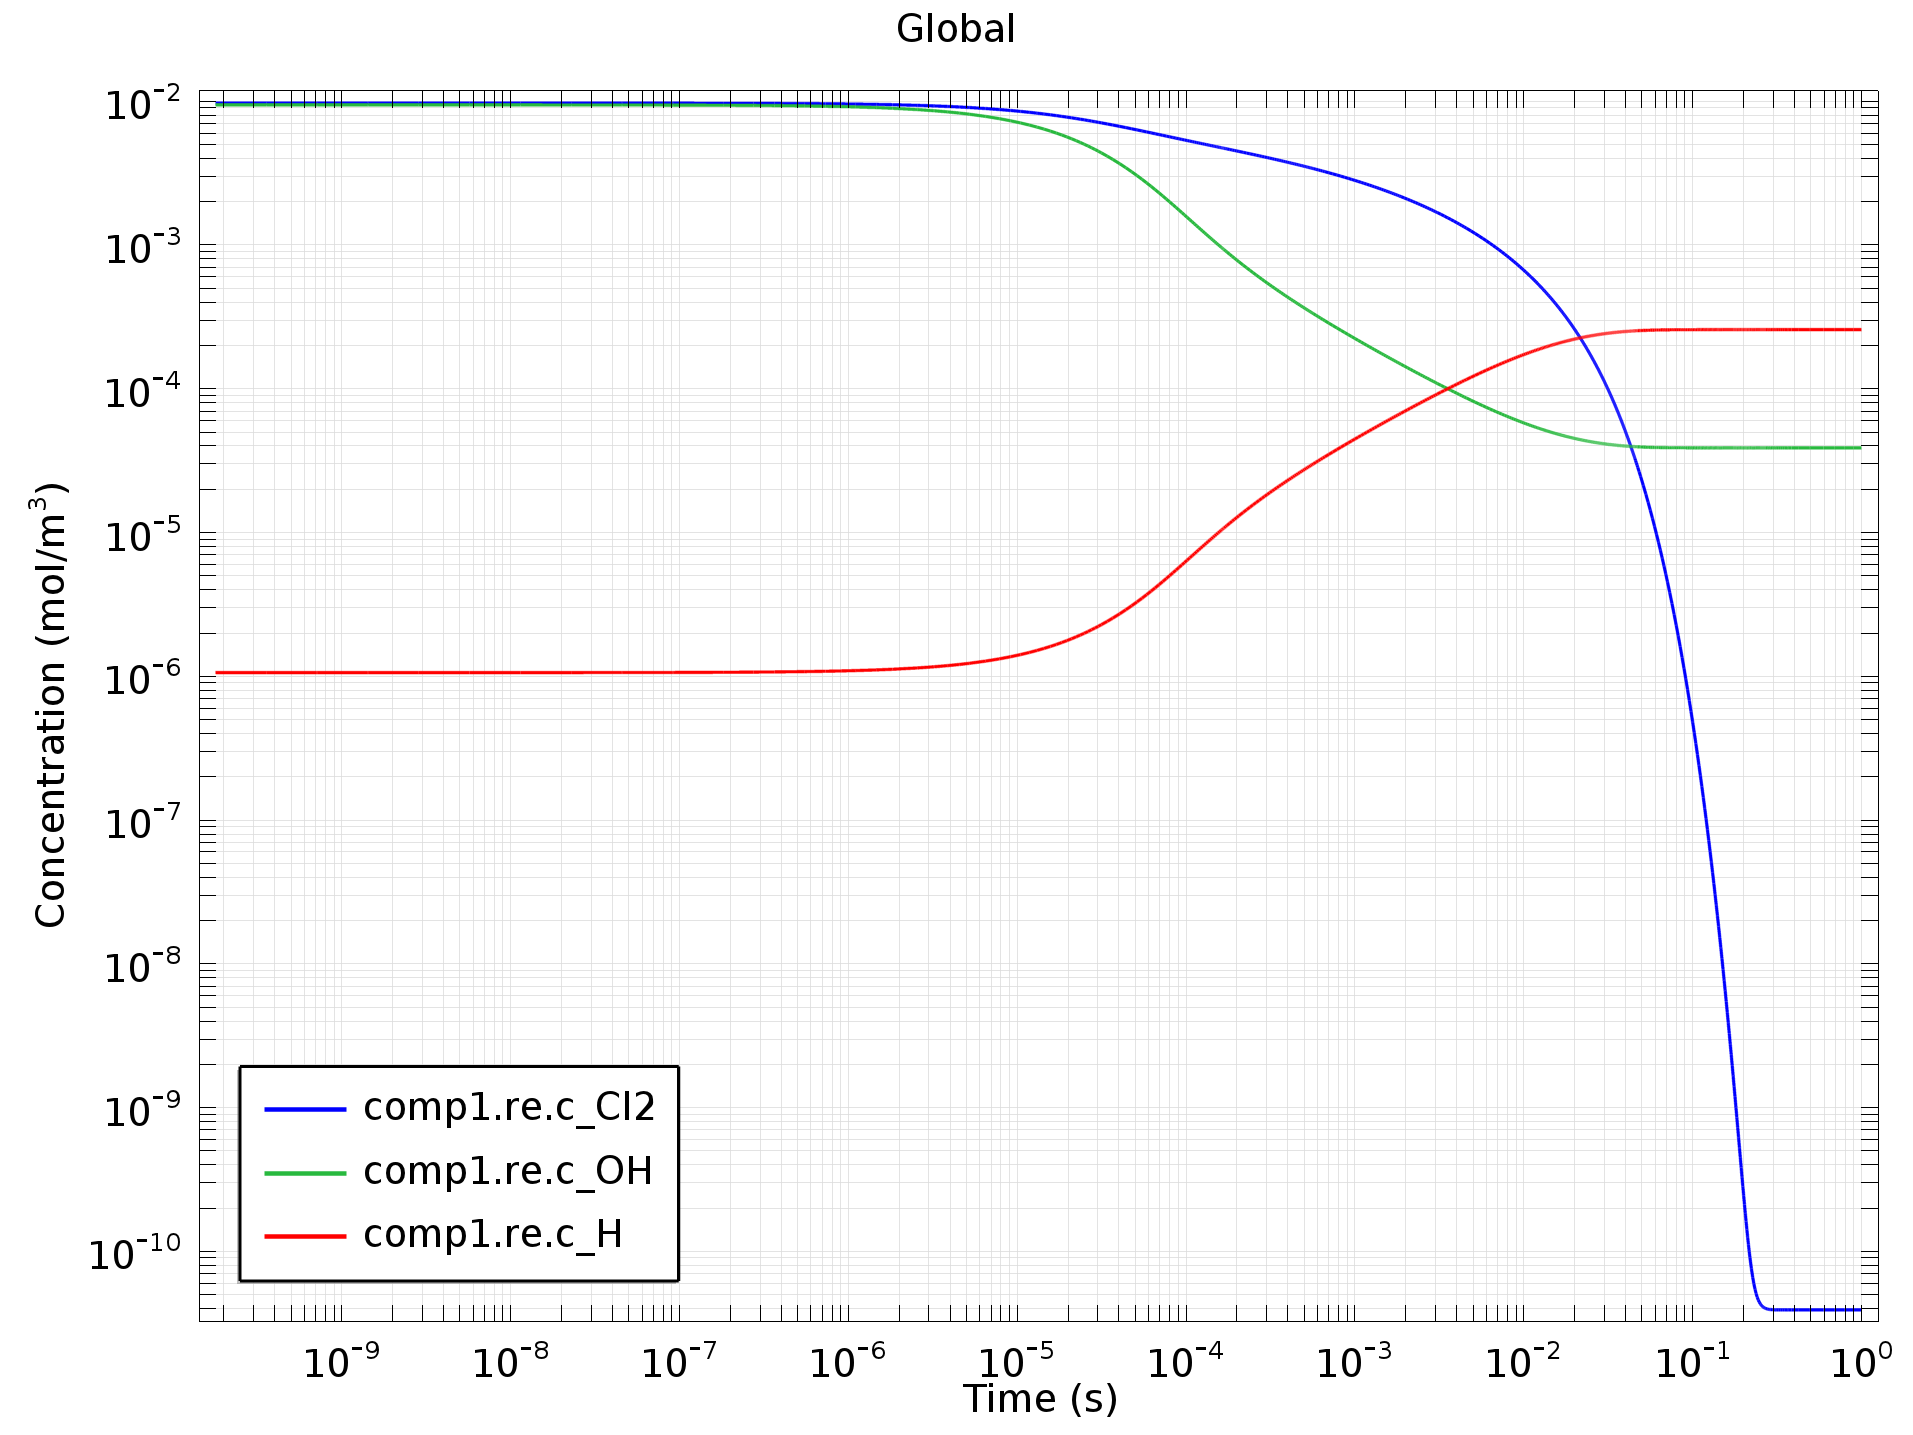 Global
Concentration (mol/m³)
10⁻²
10⁻³
10⁻⁴
10⁻⁵
10⁻⁶
10⁻⁷
10⁻⁸
10⁻⁹
10⁻¹⁰
comp1.re.c_Cl2
comp1.re.c_OH
comp1.re.c_H
10⁻⁹ 10⁻⁸ 10⁻⁷ 10⁻⁶ 10⁻⁵ 10⁻⁴ 10⁻³ 10⁻² 10⁻¹ 10⁰
Time (s)